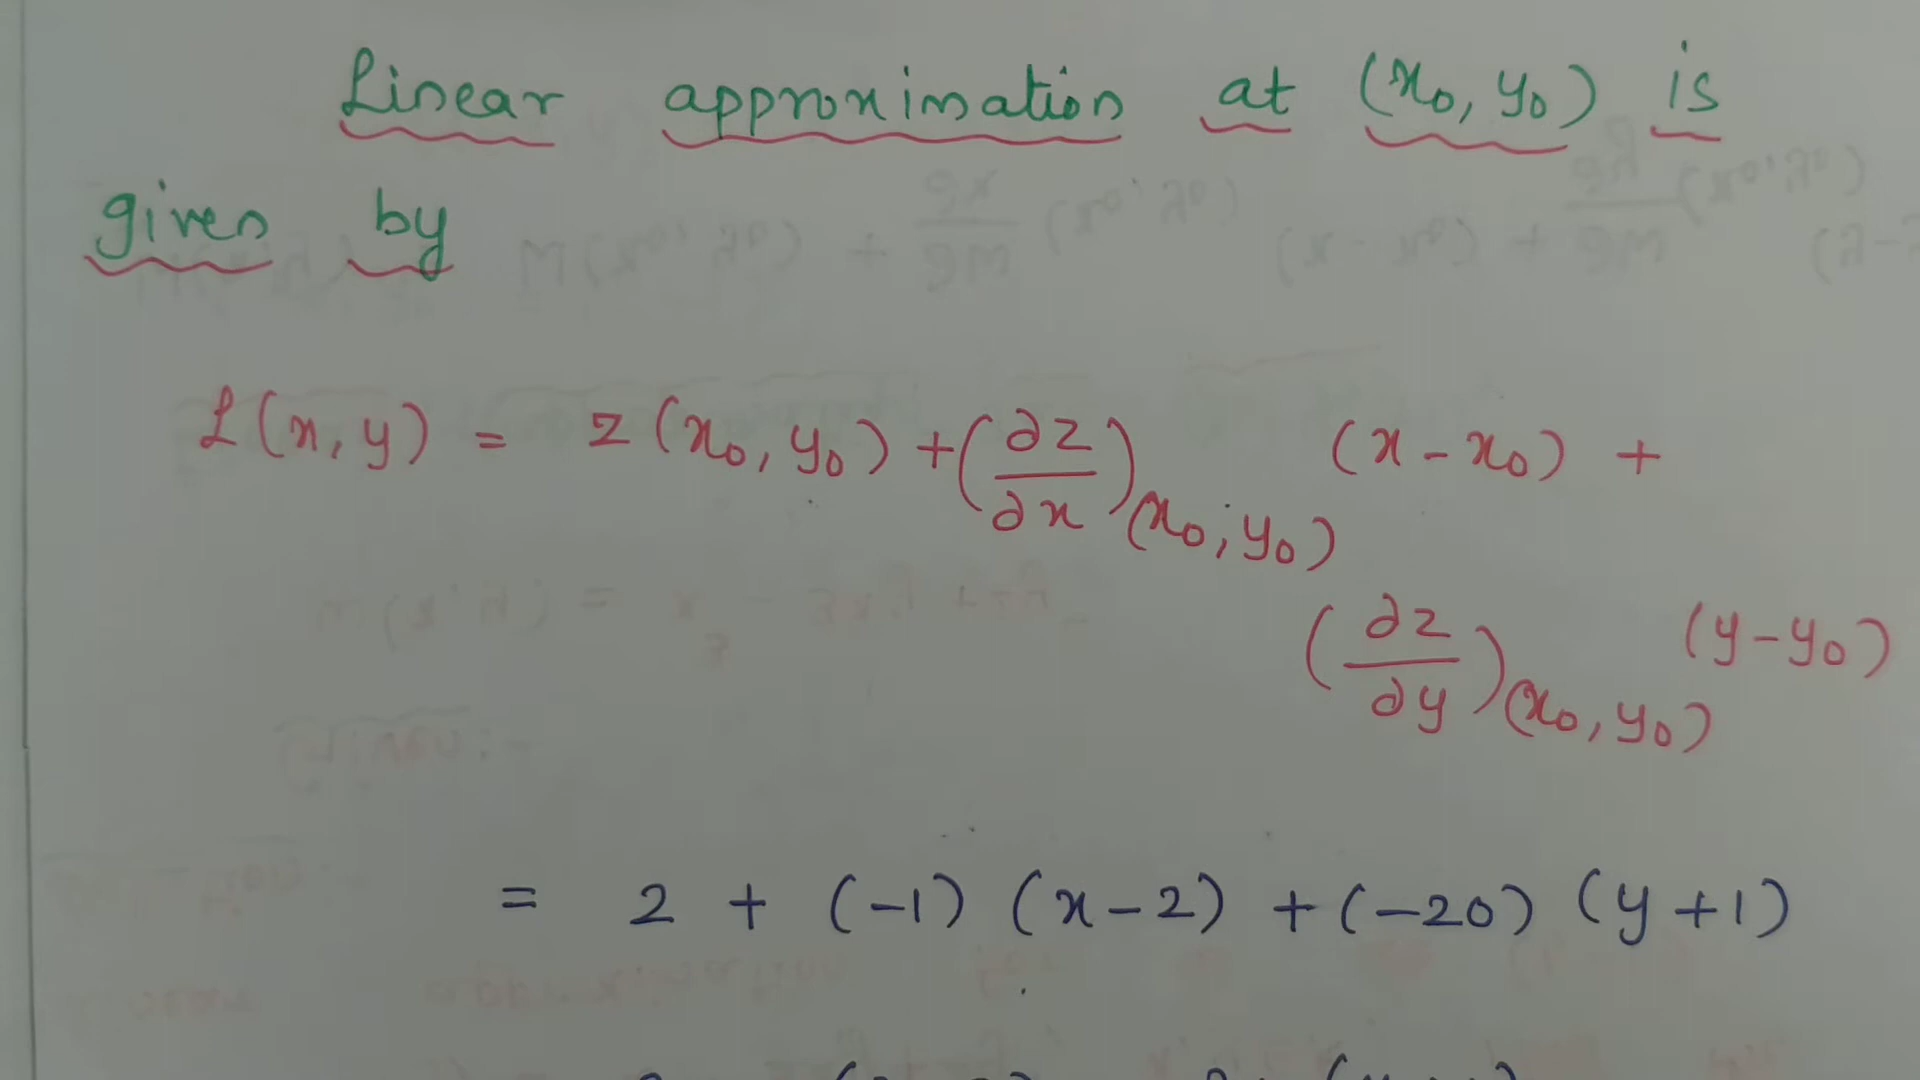 Linear approximation at (x₀, y₀) is
given by
L(x, y) = z(x₀, y₀) + (∂z/∂x)(x₀, y₀) (x - x₀) +
(∂z/∂y)(x₀, y₀) (y - y₀)
= 2 + (-1) (x - 2) + (-20) (y + 1)